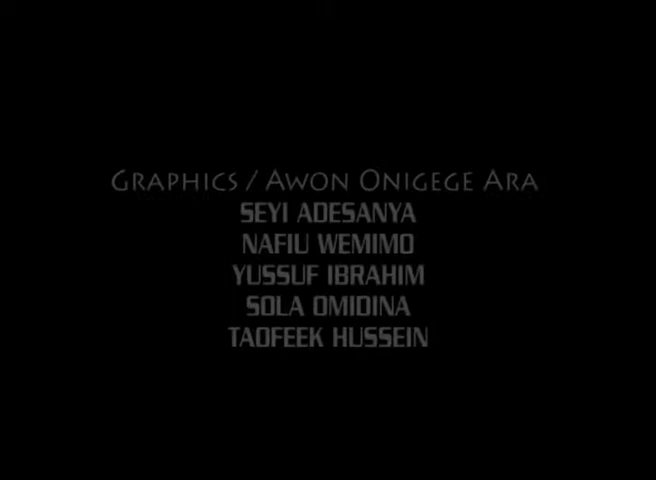 GRAPHICS / AWON ONIGEGE ARA
SEYI ADESANYA
NAFIU WEMIMO
YUSSUF IBRAHIM
SOLA OMIDINA
TAOFEEK HUSSEIN